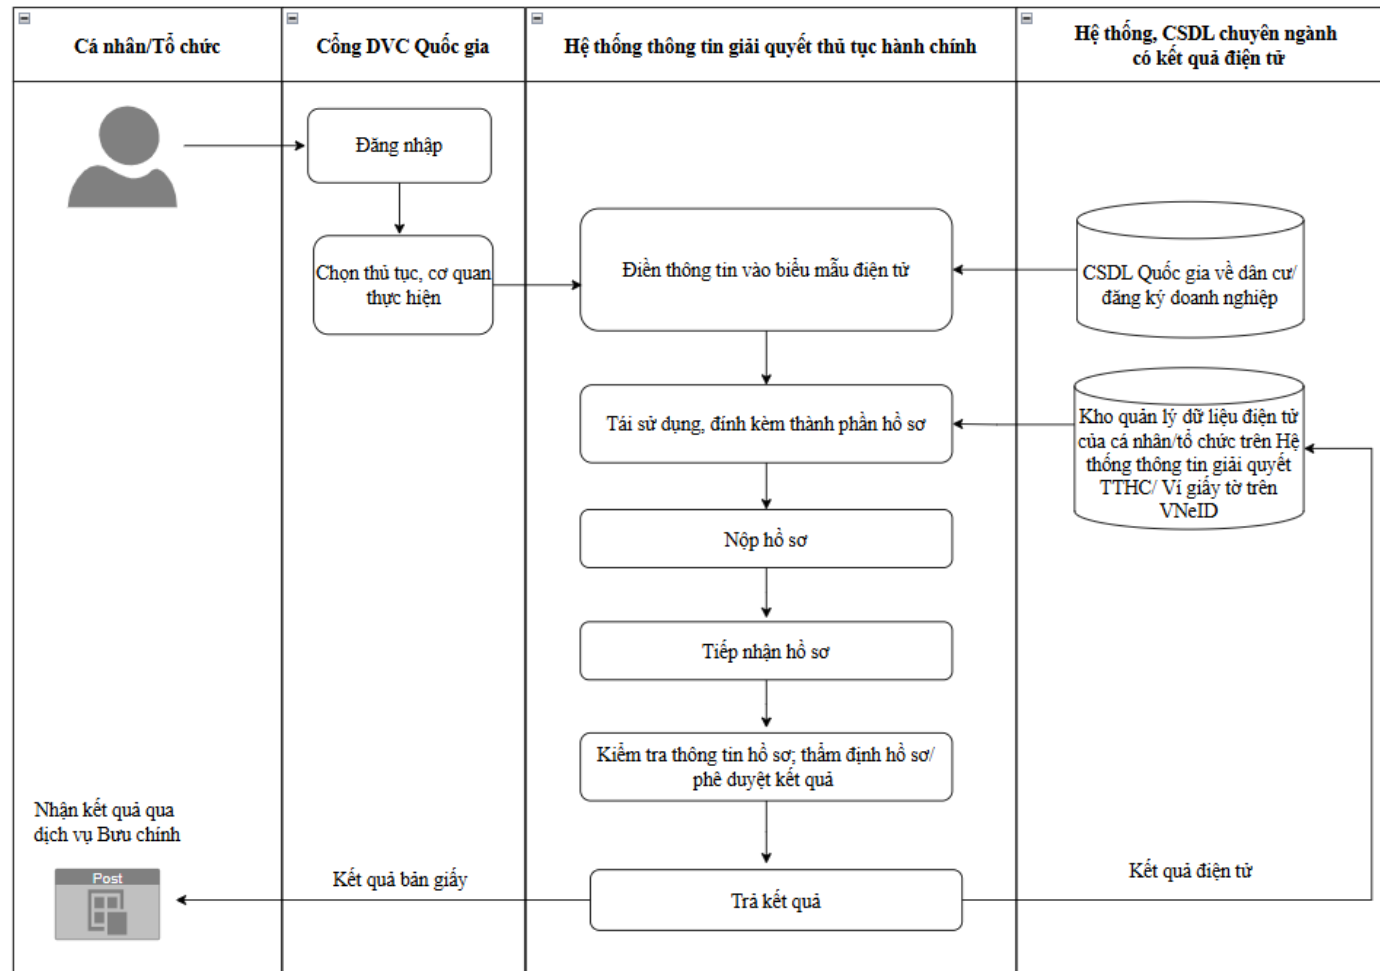 Cá nhân/Tổ chức
Cổng DVC Quốc gia
Hệ thống thông tin giải quyết thủ tục hành chính
Hệ thống, CSDL chuyên ngành
có kết quả điện tử
Đăng nhập
Chọn thủ tục, cơ quan
thực hiện
Điền thông tin vào biểu mẫu điện tử
CSDL Quốc gia về dân cư/
đăng ký doanh nghiệp
Tái sử dụng, đính kèm thành phần hồ sơ
Kho quản lý dữ liệu điện tử
của cá nhân/tổ chức trên Hệ
thống thông tin giải quyết
TTHC/ Ví giấy tờ trên
VNeID
Nộp hồ sơ
Tiếp nhận hồ sơ
Kiểm tra thông tin hồ sơ; thẩm định hồ sơ/
phê duyệt kết quả
Nhận kết quả qua
dịch vụ Bưu chính
Post
Kết quả bản giấy
Trả kết quả
Kết quả điện tử